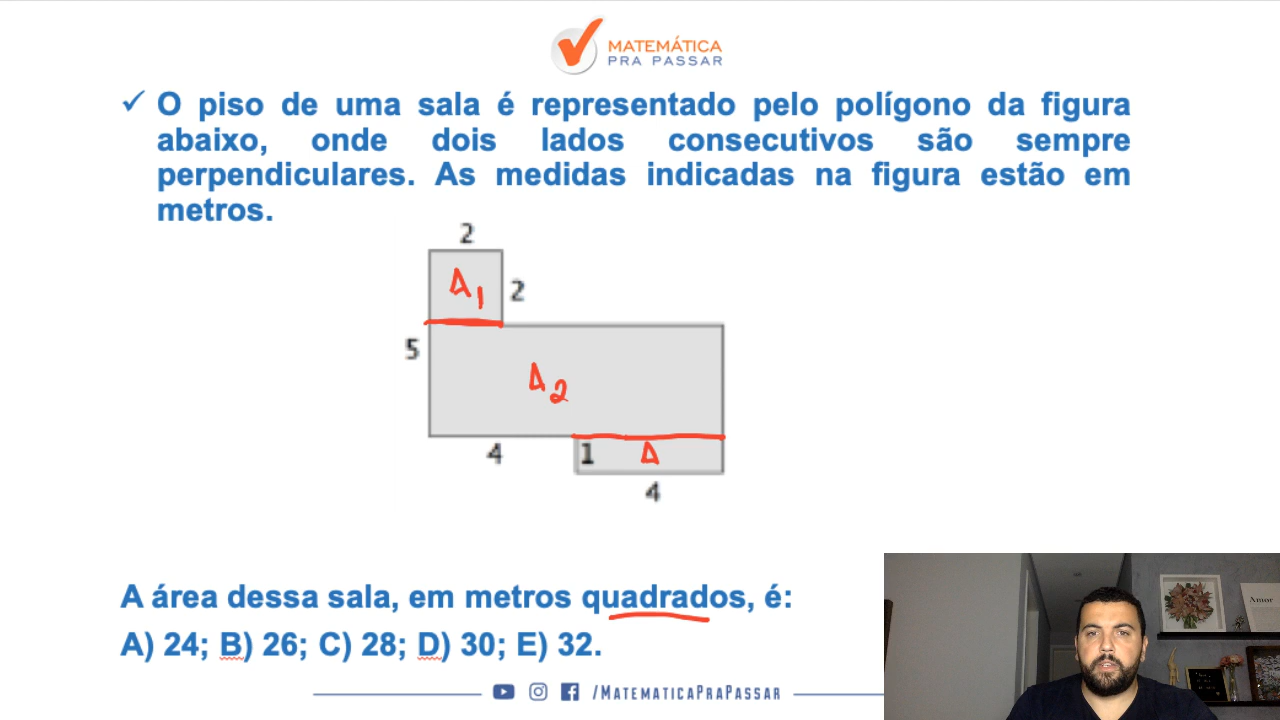 MATEMÁTICA
PRA PASSAR
✓ O piso de uma sala é representado pelo polígono da figura
abaixo, onde dois lados consecutivos são sempre
perpendiculares. As medidas indicadas na figura estão em
metros.
2
A1
2
5
A2
4
1
A
4
A área dessa sala, em metros quadrados, é:
A) 24; B) 26; C) 28; D) 30; E) 32.
/MATEMATICAPRAPASSAR
Amor